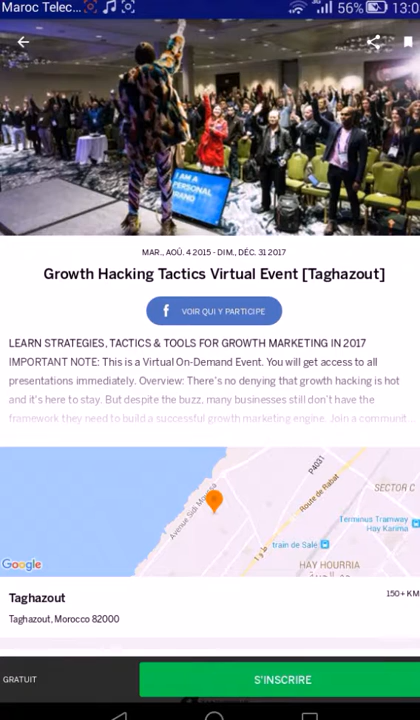 Maroc Telec... 3G 56% 13:0
I AM A
PERSONAL
BRAND
MAR., AOÛ. 4 2015 - DIM., DÉC. 31 2017
Growth Hacking Tactics Virtual Event [Taghazout]
f VOIR QUI Y PARTICIPE
LEARN STRATEGIES, TACTICS & TOOLS FOR GROWTH MARKETING IN 2017
IMPORTANT NOTE: This is a Virtual On-Demand Event. You will get access to all
presentations immediately. Overview: There's no denying that growth hacking is hot
and it's here to stay. But despite the buzz, many businesses still don't have the
framework they need to build a successful growth marketing engine. Join a communit...
P4031
Avenue Sidi Moussa
Route de Rabat
SECTOR C
Terminus Tramway
Hay Karima
train de Salé
HAY HOURRIA
Google
Taghazout
150+ KM
Taghazout, Morocco 82000
GRATUIT
S'INSCRIRE